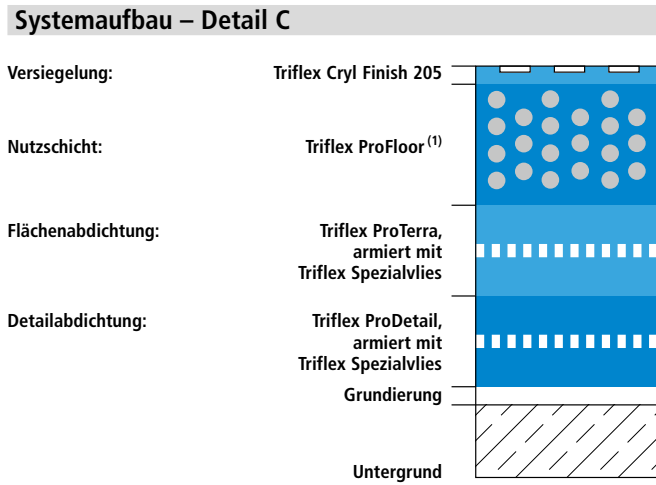 Systemaufbau – Detail C
Versiegelung: Triflex Cryl Finish 205
Nutzschicht: Triflex ProFloor (1)
Flächenabdichtung: Triflex ProTerra,
armiert mit
Triflex Spezialvlies
Detailabdichtung: Triflex ProDetail,
armiert mit
Triflex Spezialvlies
Grundierung
Untergrund